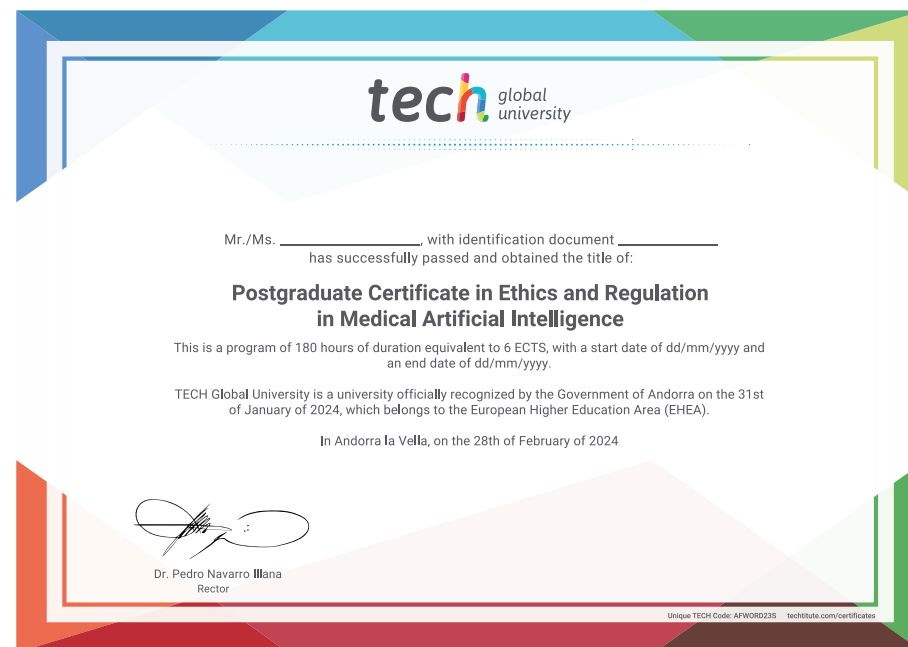 tech global university
Mr./Ms. ____________________, with identification document ______________
has successfully passed and obtained the title of:
Postgraduate Certificate in Ethics and Regulation
in Medical Artificial Intelligence
This is a program of 180 hours of duration equivalent to 6 ECTS, with a start date of dd/mm/yyyy and
an end date of dd/mm/yyyy.
TECH Global University is a university officially recognized by the Government of Andorra on the 31st
of January of 2024, which belongs to the European Higher Education Area (EHEA).
In Andorra la Vella, on the 28th of February of 2024
Dr. Pedro Navarro Illana
Rector
Unique TECH Code: AFWORD23S techtitute.com/certificates